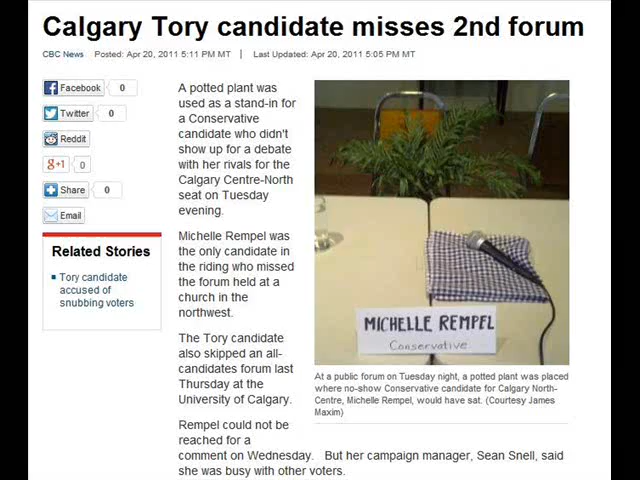 Calgary Tory candidate misses 2nd forum
CBC News Posted: Apr 20, 2011 5:11 PM MT | Last Updated: Apr 20, 2011 5:05 PM MT
Facebook 0
Twitter 0
Reddit
g+1 0
Share 0
Email
Related Stories
Tory candidate
accused of
snubbing voters
A potted plant was
used as a stand-in for
a Conservative
candidate who didn't
show up for a debate
with her rivals for the
Calgary Centre-North
seat on Tuesday
evening.
Michelle Rempel was
the only candidate in
the riding who missed
the forum held at a
church in the
northwest.
The Tory candidate
also skipped an all-
candidates forum last
Thursday at the
University of Calgary.
Rempel could not be
reached for a
comment on Wednesday. But her campaign manager, Sean Snell, said
she was busy with other voters.
MICHELLE REMPEL
Conservative
At a public forum on Tuesday night, a potted plant was placed
where no-show Conservative candidate for Calgary North-
Centre, Michelle Rempel, would have sat. (Courtesy James
Maxim)